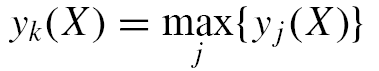 y_k(X) = \max_j\{y_j(X)\}